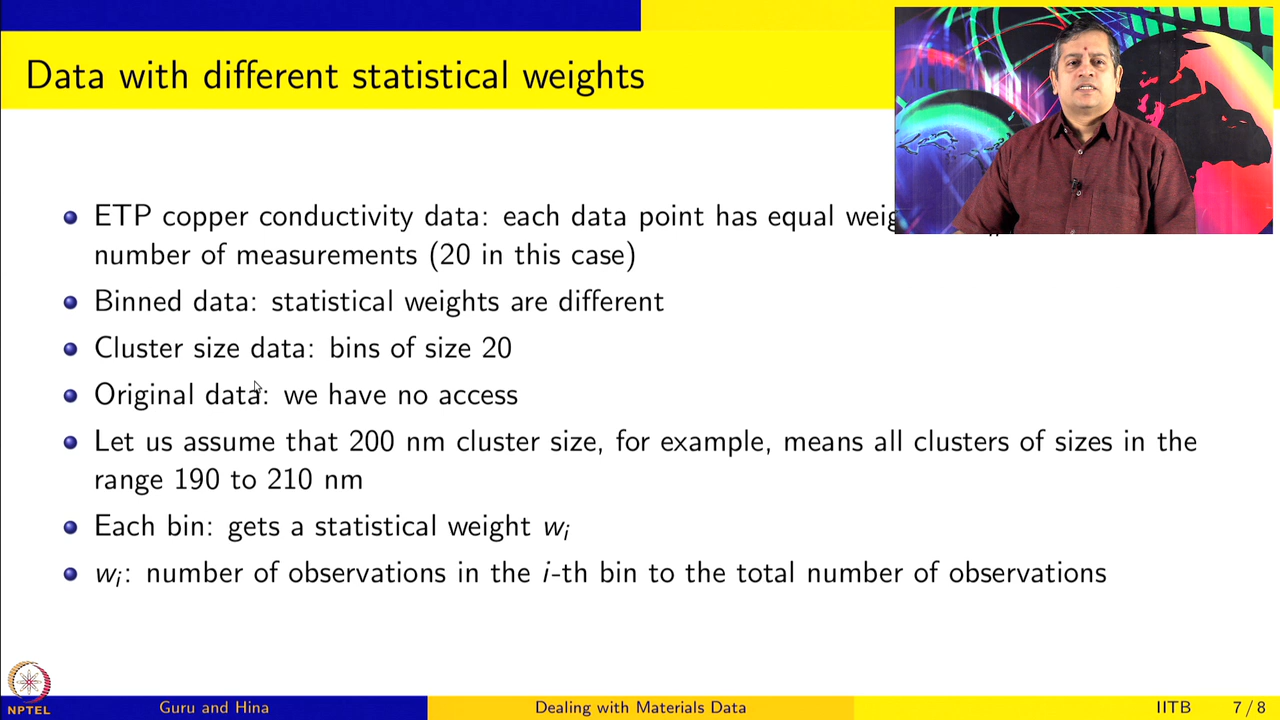 Data with different statistical weights
ETP copper conductivity data: each data point has equal
number of measurements (20 in this case)
Binned data: statistical weights are different
Cluster size data: bins of size 20
Original data: we have no access
Let us assume that 200 nm cluster size, for example, means all clusters of sizes in the
range 190 to 210 nm
Each bin: gets a statistical weight wᵢ
wᵢ: number of observations in the i-th bin to the total number of observations
NPTEL
Guru and Hina
Dealing with Materials Data
IITB
7 / 8